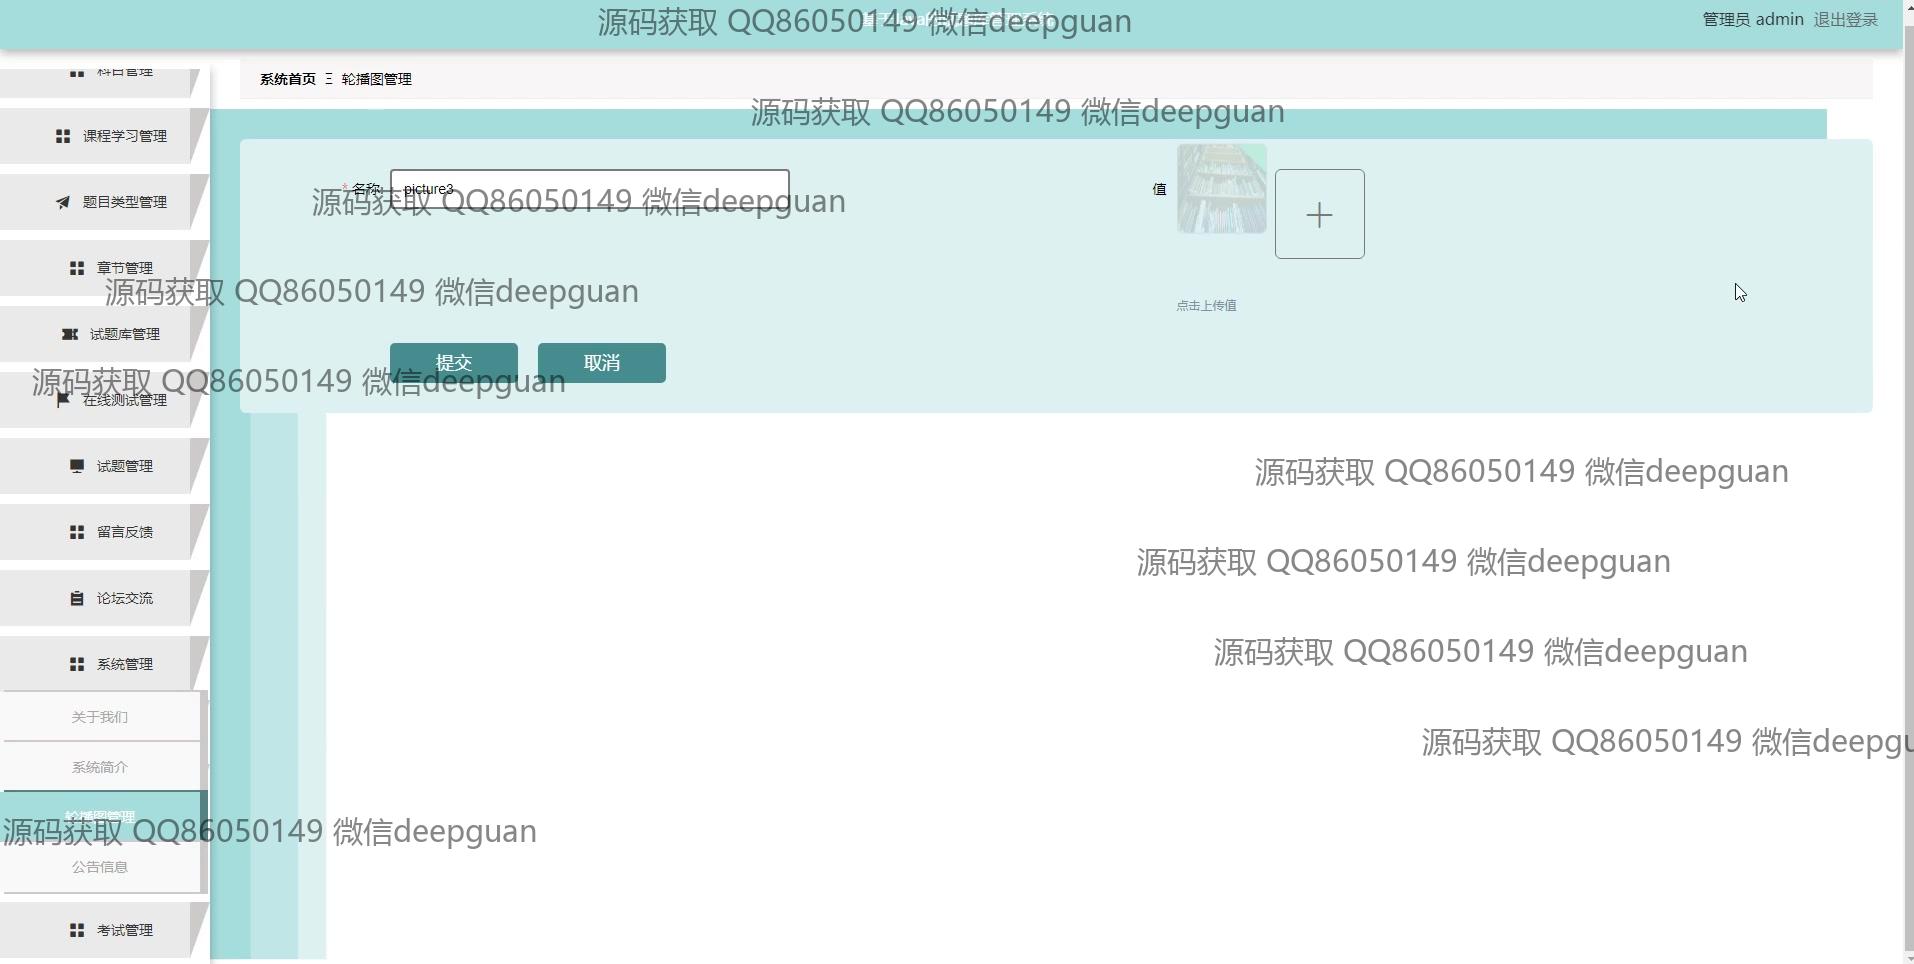 源码获取 QQ86050149 微信deepguan
管理员 admin 退出登录
科目管理
系统首页 Ξ 轮播图管理
源码获取 QQ86050149 微信deepguan
课程学习管理
* 名称 picture3
值
源码获取 QQ86050149 微信deepguan
题目类型管理
章节管理
源码获取 QQ86050149 微信deepguan
点击上传值
试题库管理
提交 取消
源码获取 QQ86050149 微信deepguan
在线测试管理
试题管理
源码获取 QQ86050149 微信deepguan
留言反馈
源码获取 QQ86050149 微信deepguan
论坛交流
源码获取 QQ86050149 微信deepguan
系统管理
关于我们
源码获取 QQ86050149 微信deepgu
系统简介
轮播图管理
源码获取 QQ86050149 微信deepguan
公告信息
考试管理